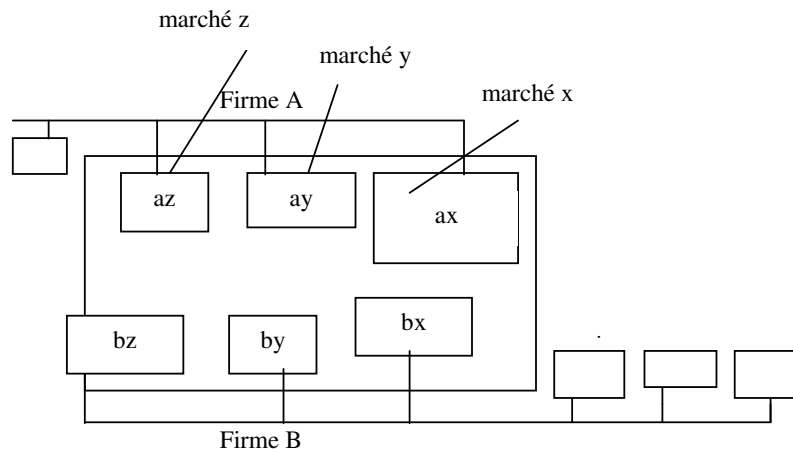 marché z
marché y
Firme A
marché x
az
ay
ax
bz
by
bx
Firme B